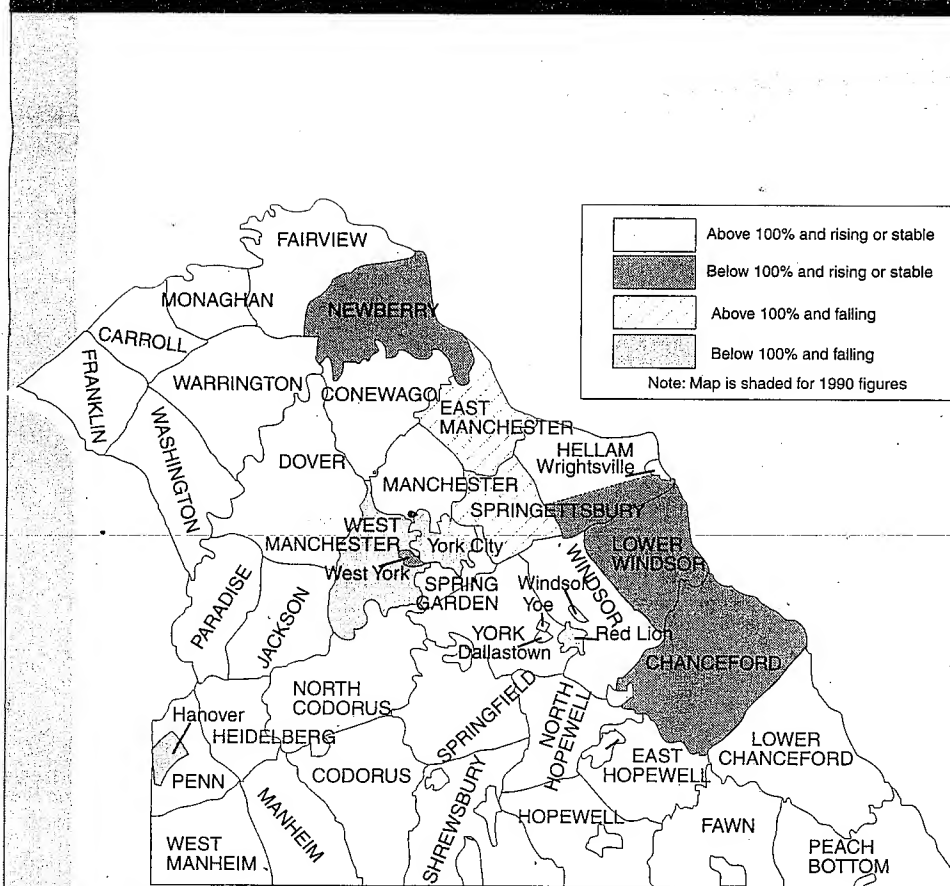 Above 100% and rising or stable
Below 100% and rising or stable
Above 100% and falling
Below 100% and falling
Note: Map is shaded for 1990 figures
FAIRVIEW
MONAGHAN
NEWBERRY
CARROLL
FRANKLIN
WARRINGTON
CONEWAGO
EAST
MANCHESTER
WASHINGTON
DOVER
HELLAM
Wrightsville
MANCHESTER
SPRINGETTSBURY
WEST
MANCHESTER
York City
LOWER
WINDSOR
West York
SPRING
GARDEN
Windsor
WINDSOR
Yoe
PARADISE
JACKSON
YORK
Dallastown
Red Lion
CHANCEFORD
NORTH
CODORUS
Hanover
HEIDELBERG
SPRINGFIELD
NORTH
HOPEWELL
EAST
HOPEWELL
LOWER
CHANCEFORD
PENN
CODORUS
MANHEIM
SHREWSBURY
HOPEWELL
FAWN
WEST
MANHEIM
PEACH
BOTTOM